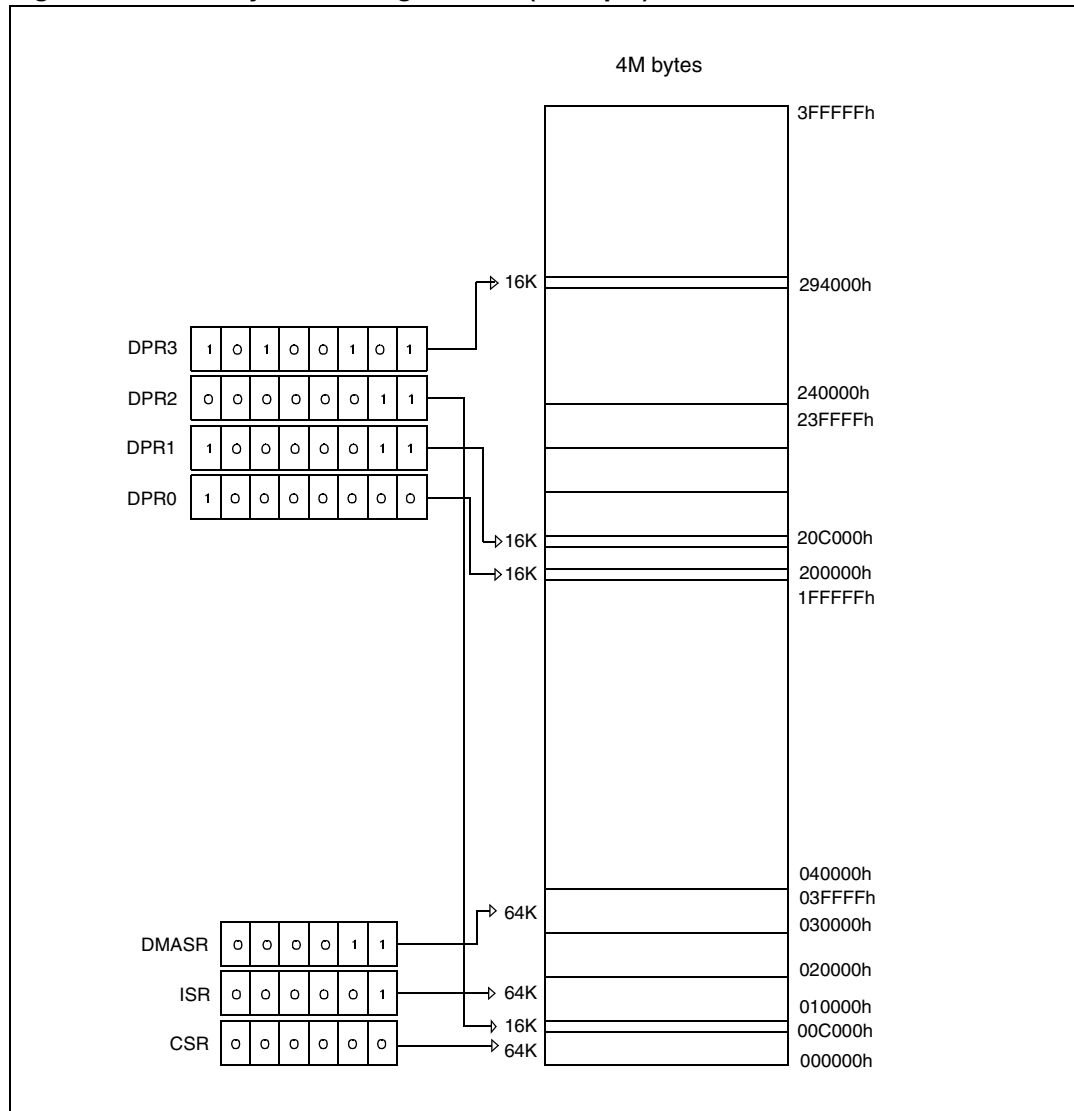 4M bytes
3FFFFFh
16K
294000h
DPR3 1 0 1 0 0 1 0 1
DPR2 0 0 0 0 0 0 1 1
240000h
23FFFFh
DPR1 1 0 0 0 0 0 1 1
DPR0 1 0 0 0 0 0 0 0
16K
20C000h
16K
200000h
1FFFFFh
040000h
03FFFFh
64K
030000h
DMASR 0 0 0 0 1 1
020000h
ISR 0 0 0 0 0 1
64K
010000h
16K
00C000h
CSR 0 0 0 0 0 0
64K
000000h